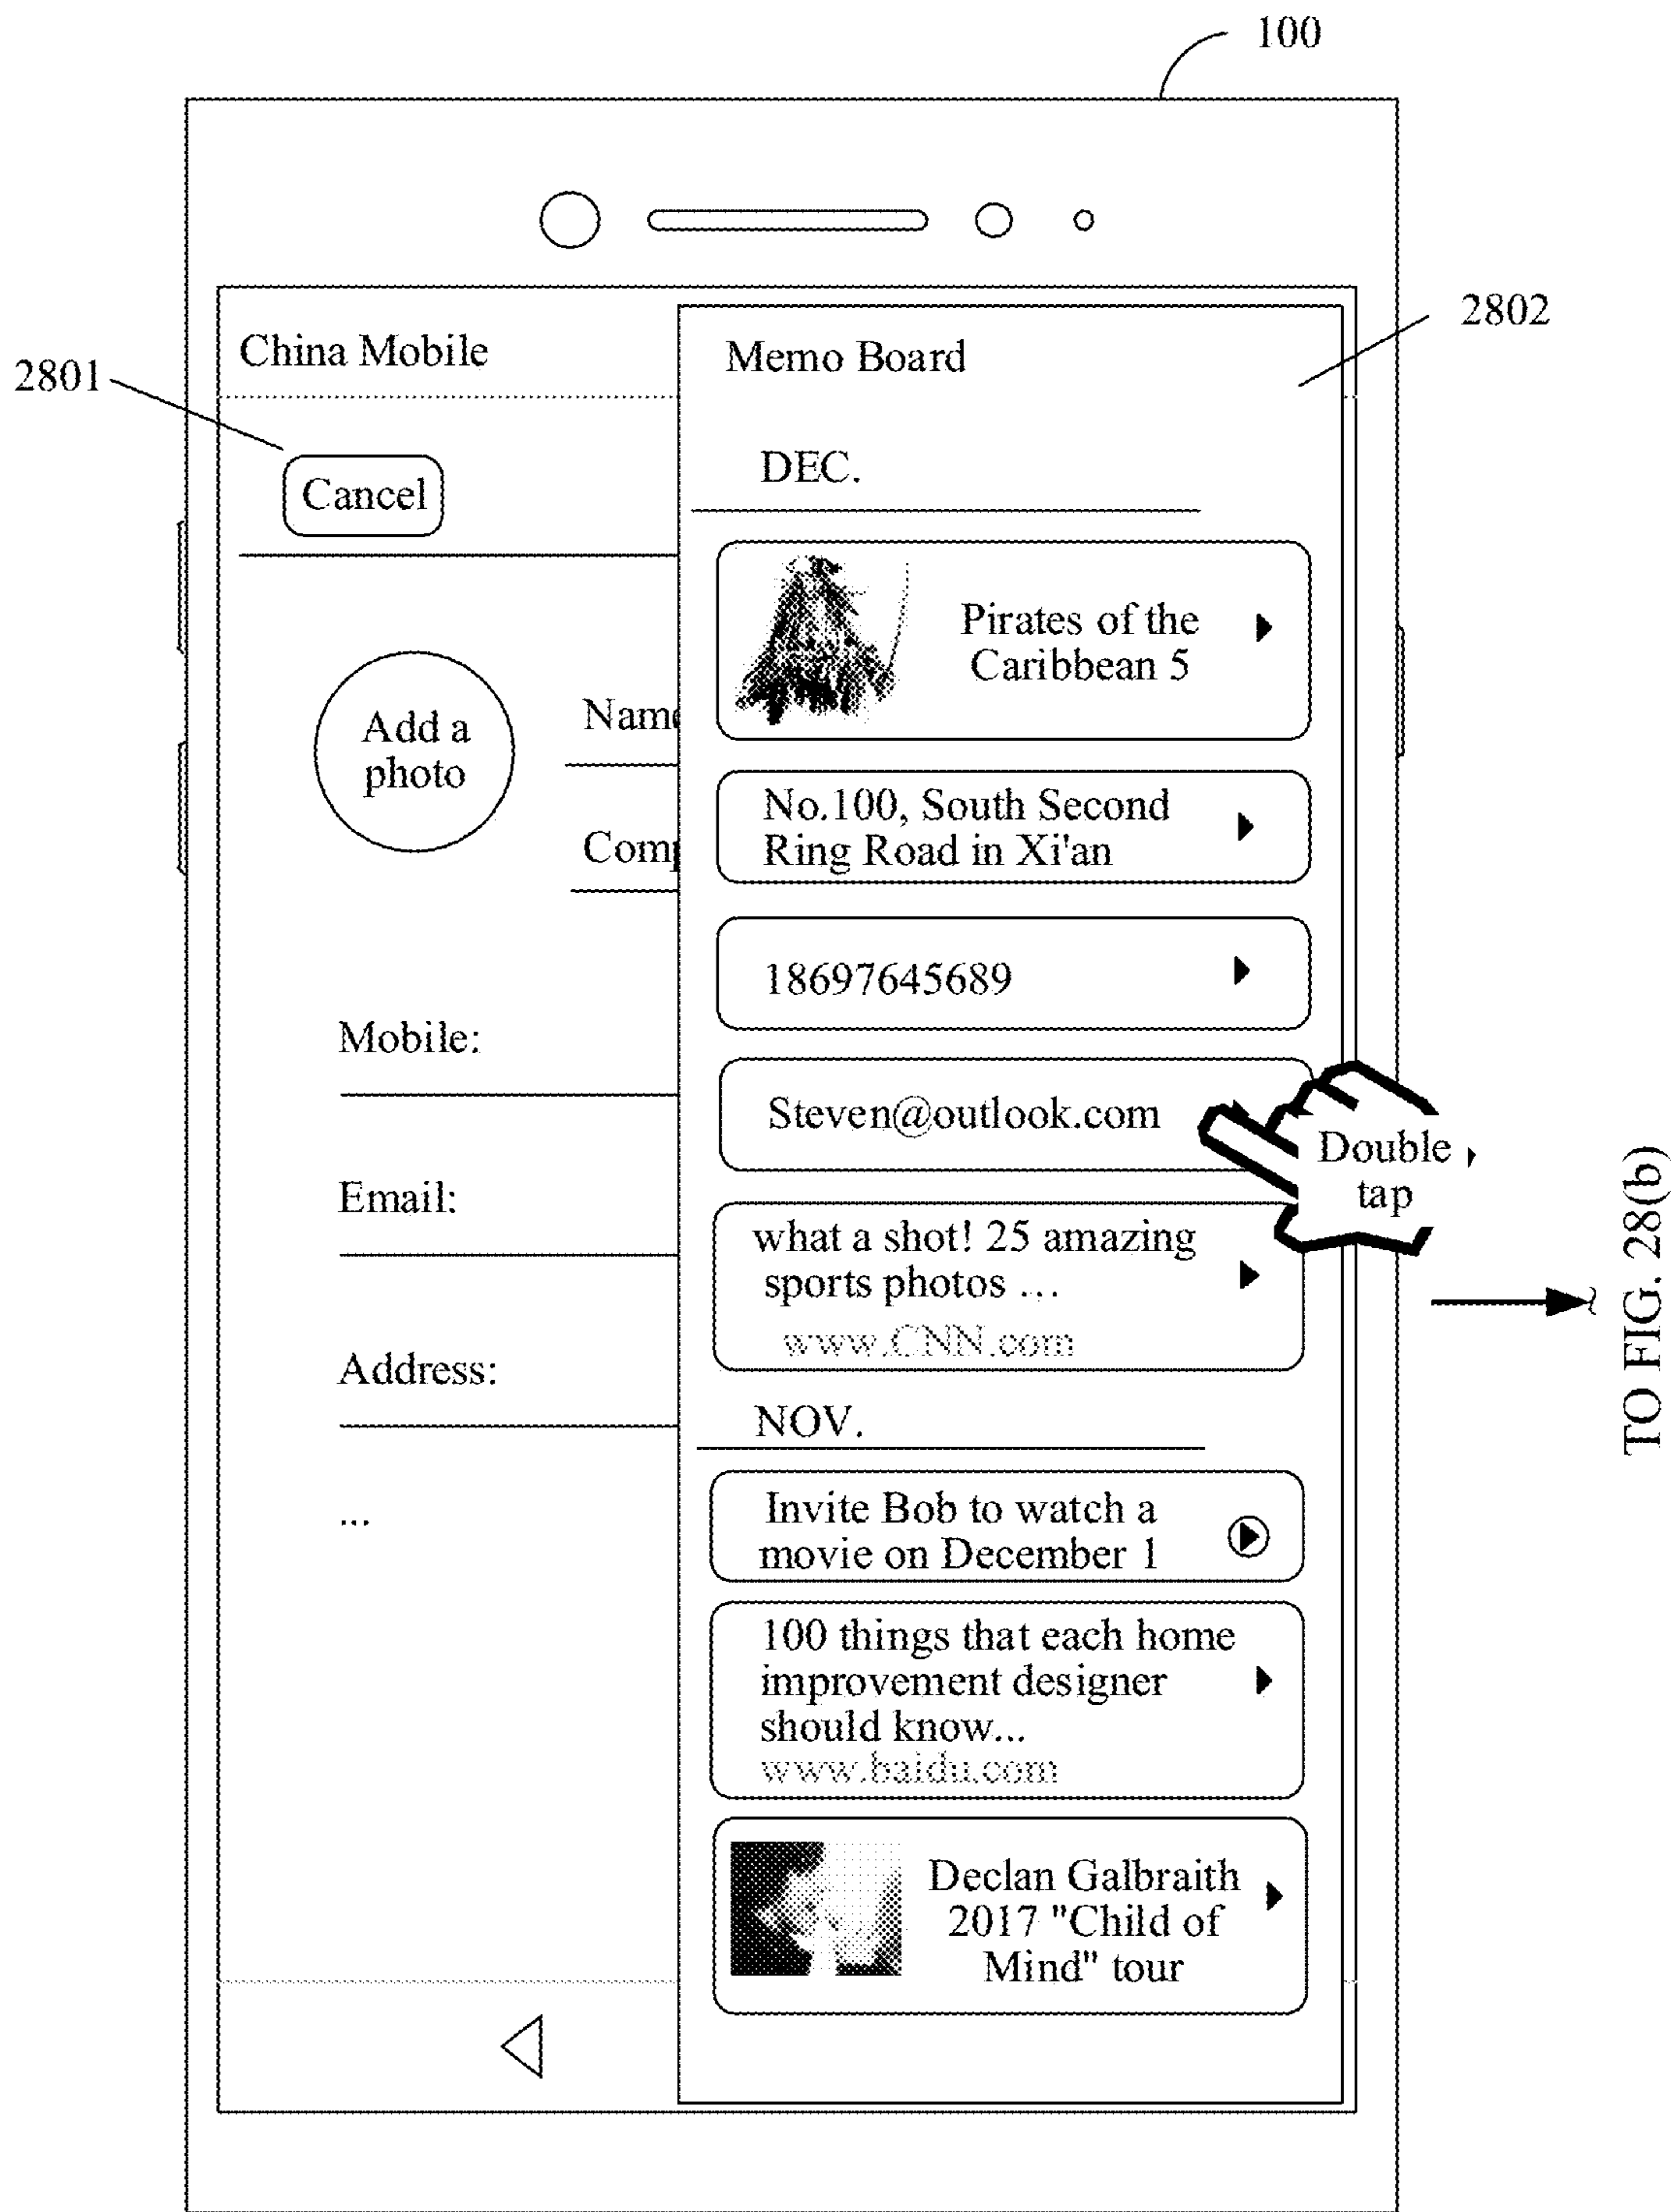 100
2802
2801
China Mobile
Cancel
Add a
photo
Name
Comp
Mobile:
Email:
Address:
...
Memo Board
DEC.
Pirates of the
Caribbean 5
No.100, South Second
Ring Road in Xi'an
18697645689
Steven@outlook.com
Double
tap
what a shot! 25 amazing
sports photos ...
www.CNN.com
NOV.
Invite Bob to watch a
movie on December 1
100 things that each home
improvement designer
should know...
www.baidu.com
Declan Galbraith
2017 "Child of
Mind" tour
TO FIG. 28(b)